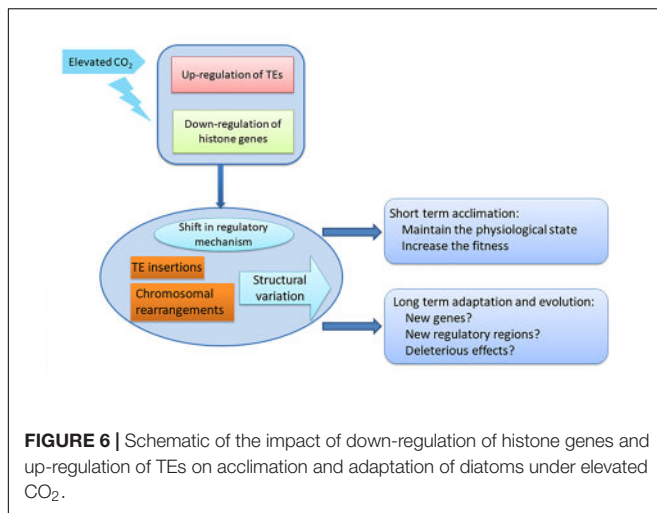 Elevated CO₂
Up-regulation of TEs
Down-regulation of
histone genes
Shift in regulatory
mechanism
TE insertions
Chromosomal
rearrangements
Structural
variation
Short term acclimation:
Maintain the physiological state
Increase the fitness
Long term adaptation and evolution:
New genes?
New regulatory regions?
Deleterious effects?
FIGURE 6 | Schematic of the impact of down-regulation of histone genes and
up-regulation of TEs on acclimation and adaptation of diatoms under elevated
CO₂.